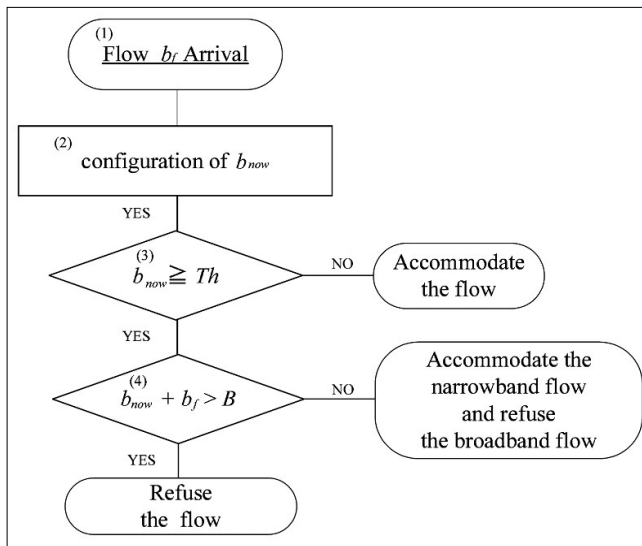 (1)
Flow b_f Arrival
(2)
configuration of b_now
YES
(3)
b_now ≧ Th
NO
Accommodate
the flow
YES
(4)
b_now + b_f > B
NO
Accommodate the
narrowband flow
and refuse
the broadband flow
YES
Refuse
the flow